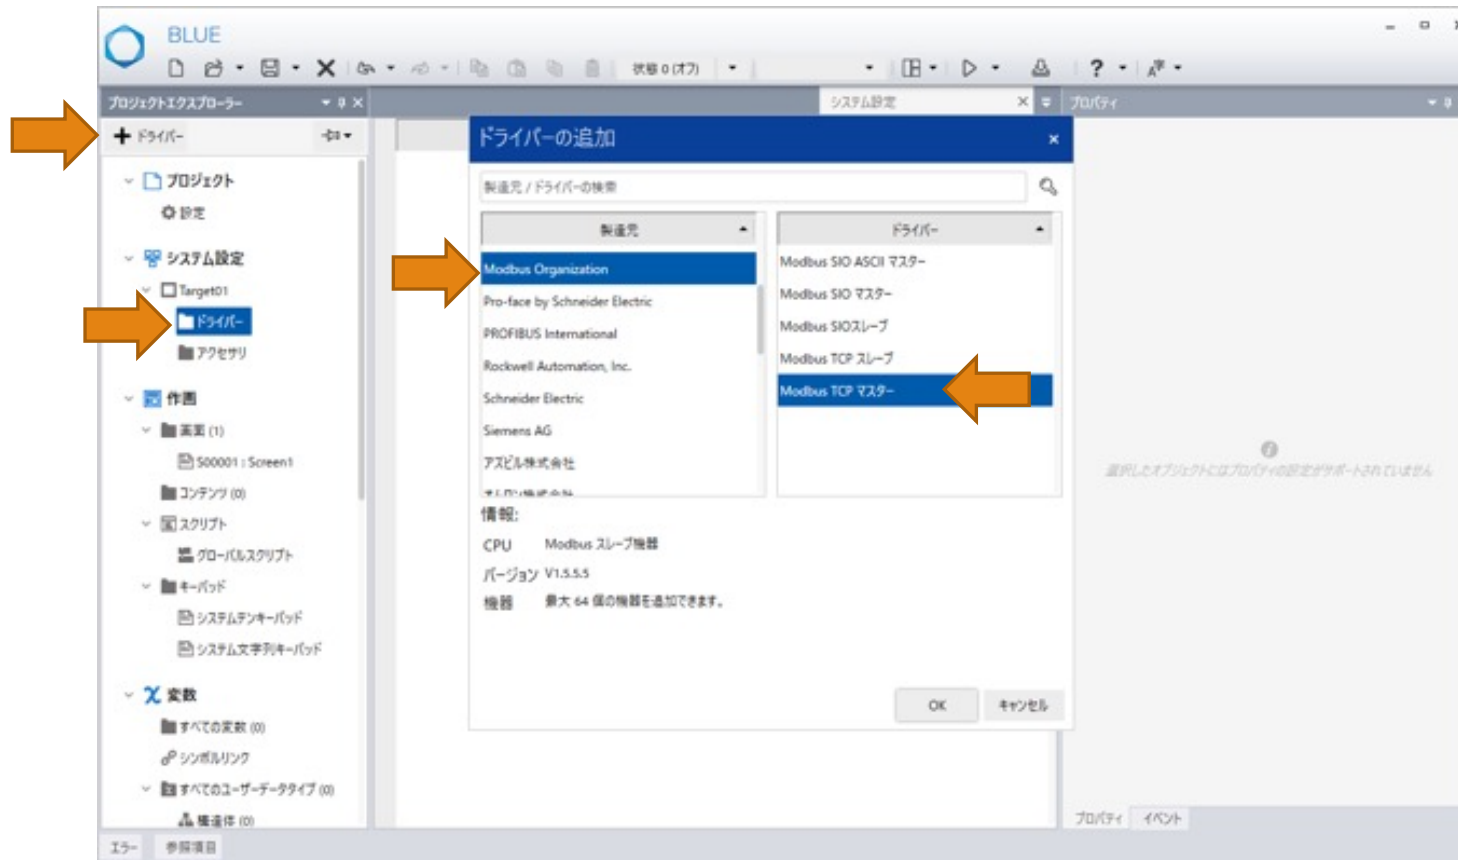 BLUE
状態 0 (オフ)
プロジェクトエクスプローラー
システム設定
プロパティ
ドライバー
プロジェクト
設定
システム設定
Target01
ドライバー
アクセサリ
作画
画面 (1)
S00001 : Screen1
コンテンツ (0)
スクリプト
グローバルスクリプト
キーパッド
システムテンキーパッド
システム文字列キーパッド
変数
すべての変数 (0)
シンボルリンク
すべてのユーザーデータタイプ (0)
構造体 (0)
ドライバーの追加
製造元 / ドライバーの検索
製造元
Modbus Organization
Pro-face by Schneider Electric
PROFIBUS International
Rockwell Automation, Inc.
Schneider Electric
Siemens AG
アズビル株式会社
オムロン株式会社
ドライバー
Modbus SIO ASCII マスター
Modbus SIO マスター
Modbus SIOスレーブ
Modbus TCP スレーブ
Modbus TCP マスター
情報:
CPU Modbus スレーブ機器
バージョン V1.5.5.5
機器 最大 64 個の機器を追加できます。
OK キャンセル
選択したオブジェクトにはプロパティの設定がサポートされていません
プロパティ イベント
エラー 参照項目